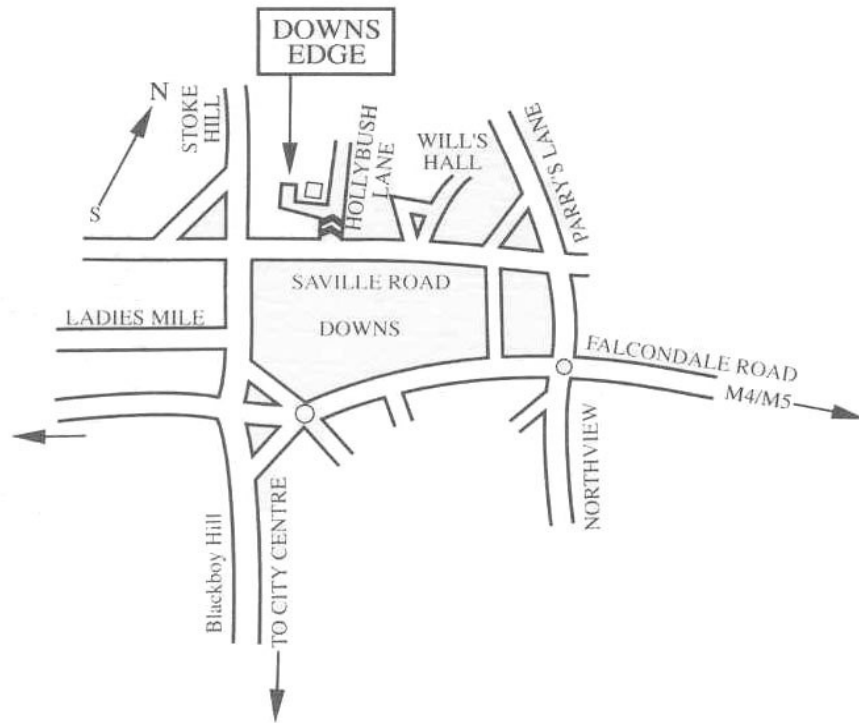 DOWNS
EDGE
N
S
STOKE
HILL
HOLLYBUSH
LANE
WILL'S
HALL
PARRY'S LANE
SAVILLE ROAD
LADIES MILE
DOWNS
FALCONDALE ROAD
M4/M5
NORTHVIEW
Blackboy Hill
TO CITY CENTRE